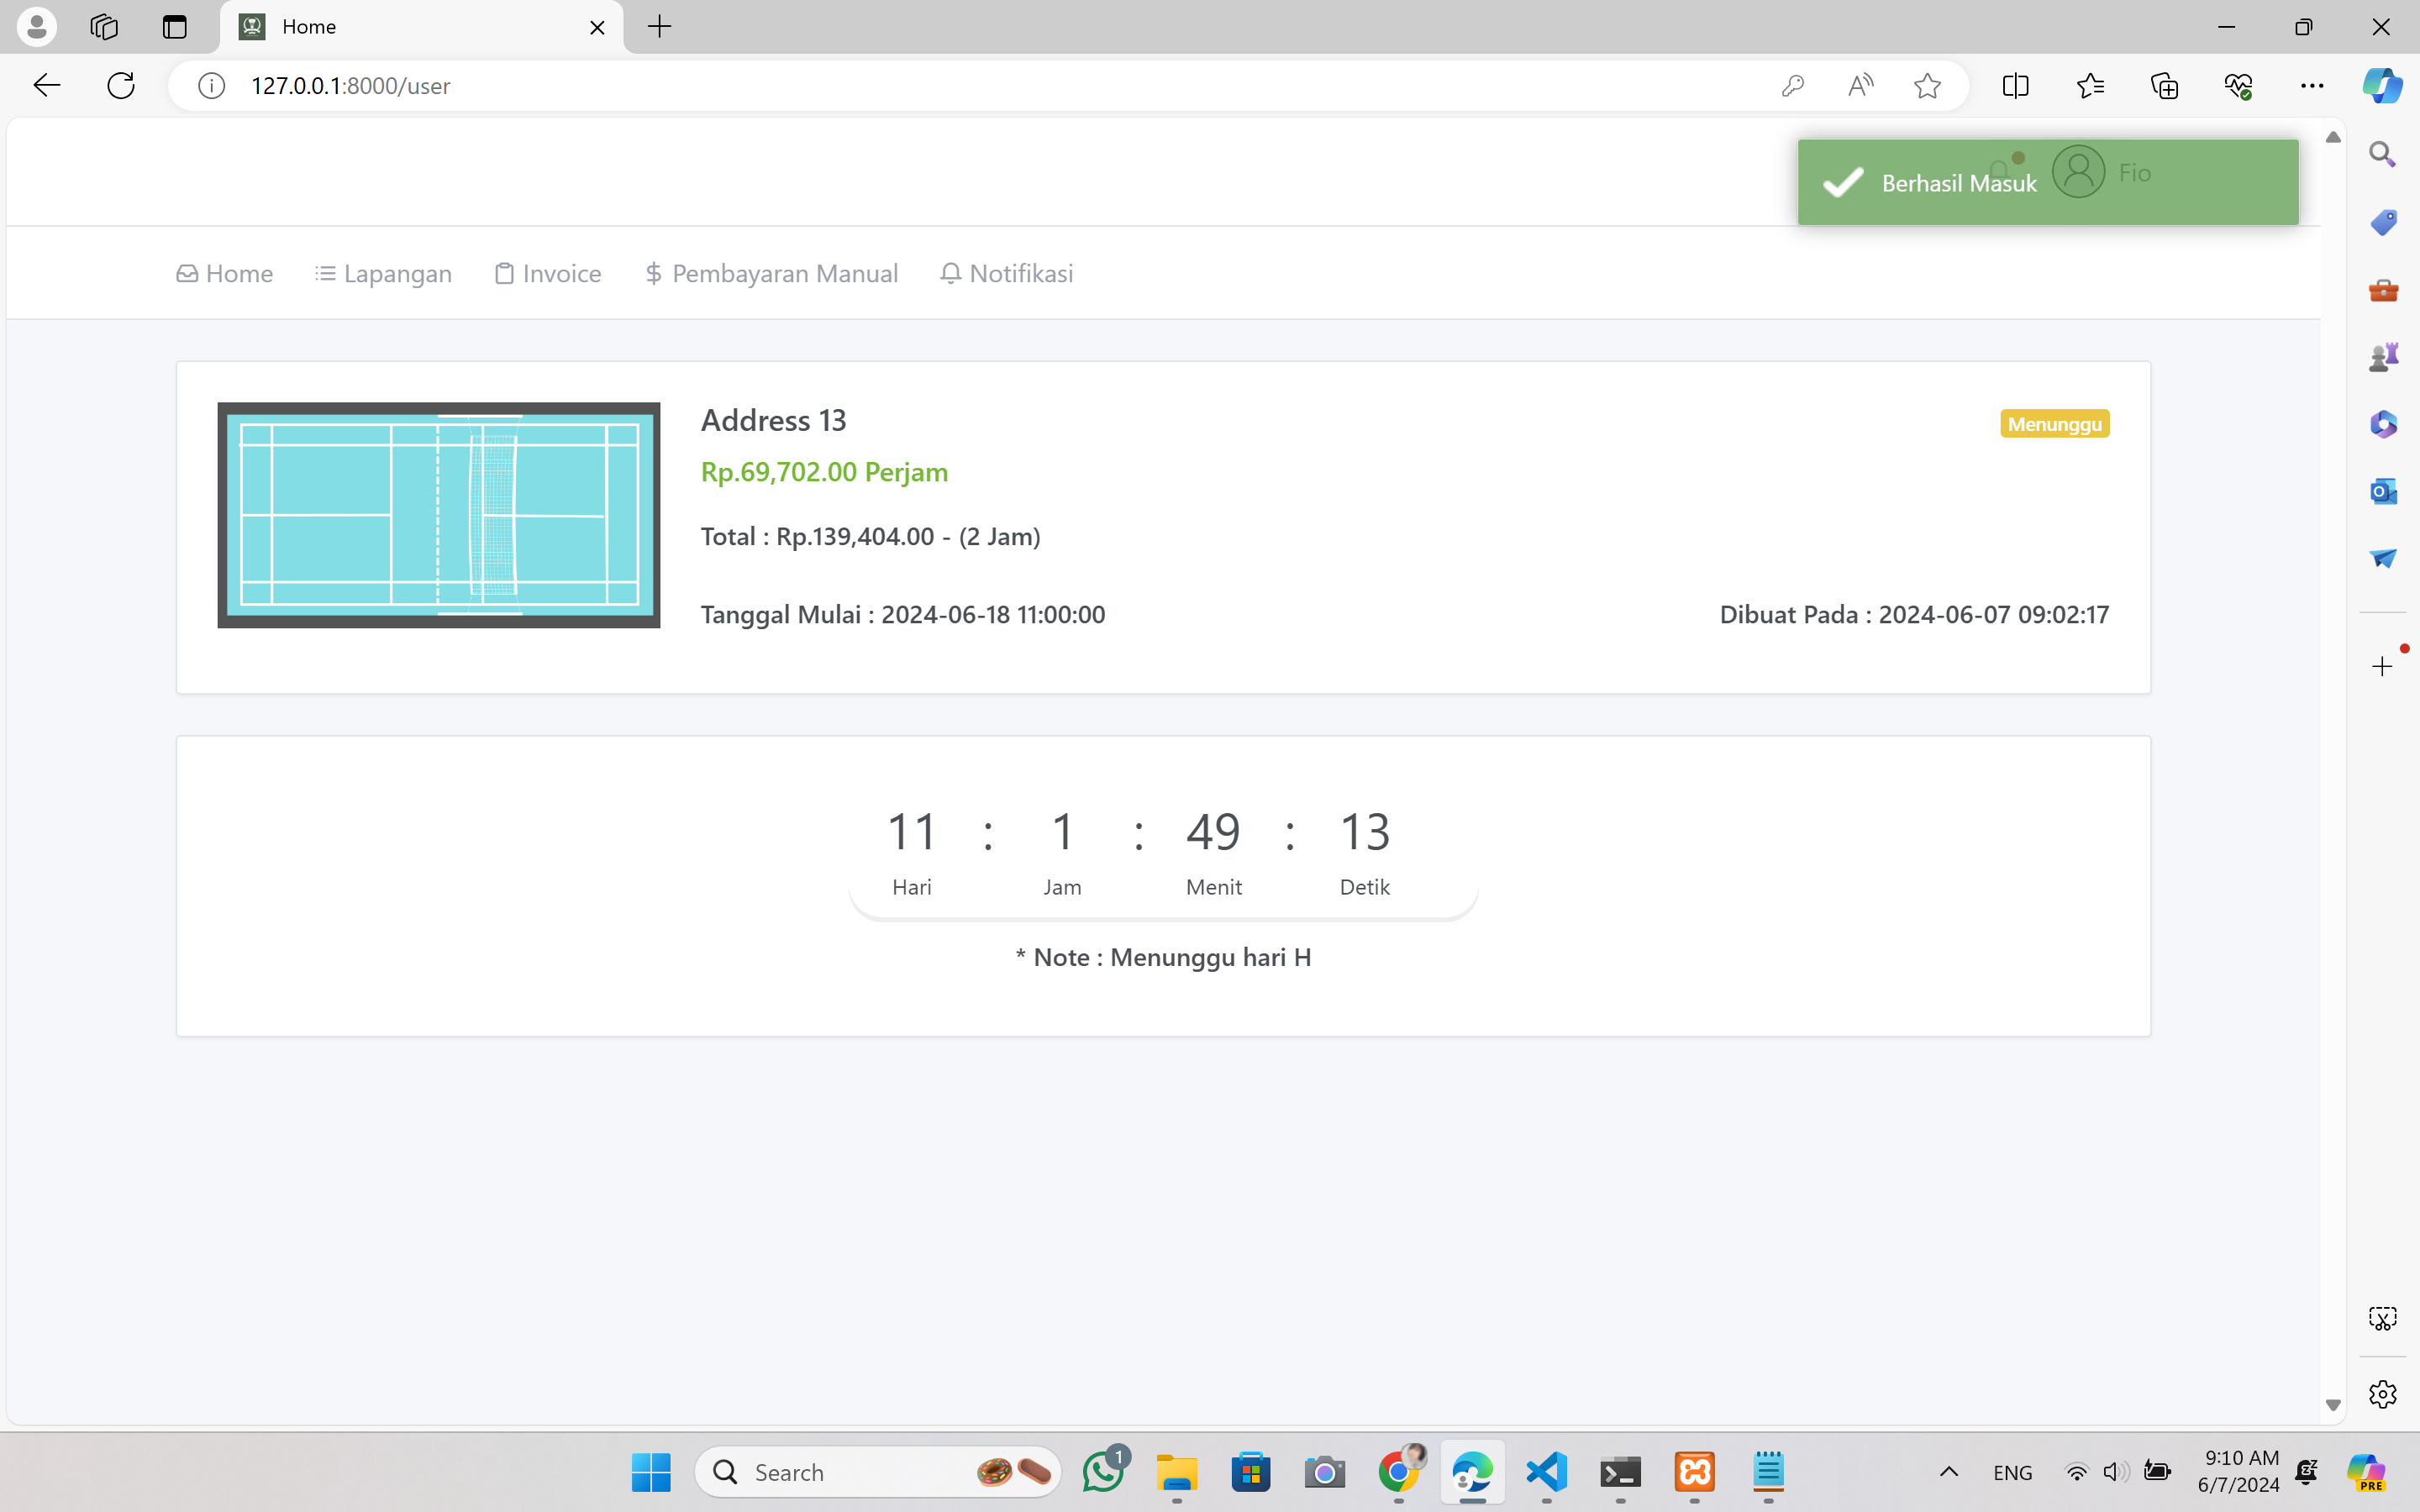 Home
127.0.0.1:8000/user
Berhasil Masuk
Fio
Home
Lapangan
Invoice
Pembayaran Manual
Notifikasi
Address 13
Menunggu
Rp.69,702.00 Perjam
Total : Rp.139,404.00 - (2 Jam)
Tanggal Mulai : 2024-06-18 11:00:00
Dibuat Pada : 2024-06-07 09:02:17
11 : 1 : 49 : 13
Hari Jam Menit Detik
* Note : Menunggu hari H
Search
1
ENG
9:10 AM
6/7/2024
PRE